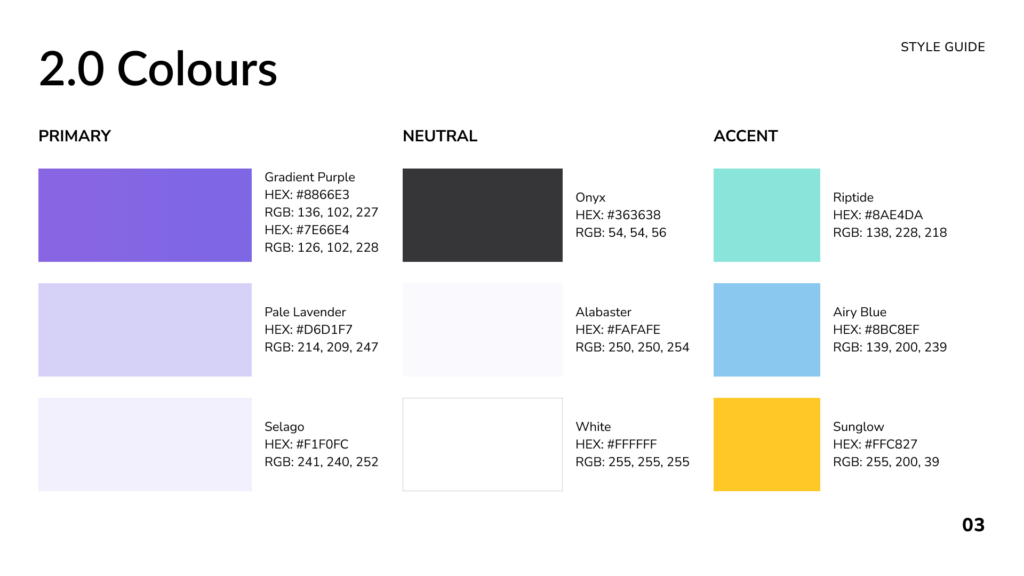 2.0 Colours
STYLE GUIDE
PRIMARY
Gradient Purple
HEX: #8866E3
RGB: 136, 102, 227
HEX: #7E66E4
RGB: 126, 102, 228
Pale Lavender
HEX: #D6D1F7
RGB: 214, 209, 247
Selago
HEX: #F1F0FC
RGB: 241, 240, 252
NEUTRAL
Onyx
HEX: #363638
RGB: 54, 54, 56
Alabaster
HEX: #FAFAFE
RGB: 250, 250, 254
White
HEX: #FFFFFF
RGB: 255, 255, 255
ACCENT
Riptide
HEX: #8AE4DA
RGB: 138, 228, 218
Airy Blue
HEX: #8BC8EF
RGB: 139, 200, 239
Sunglow
HEX: #FFC827
RGB: 255, 200, 39
03